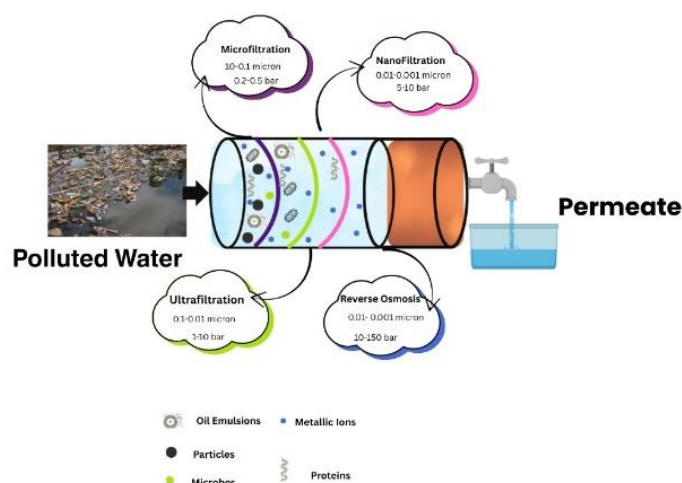 Microfiltration
10-0.1 micron
0.2-0.5 bar
NanoFiltration
0.01-0.001 micron
5-10 bar
Polluted Water
Permeate
Ultrafiltration
0.1-0.01 micron
1-10 bar
Reverse Osmosis
0.01- 0.001 micron
10-150 bar
Oil Emulsions
Metallic Ions
Particles
Microbes
Proteins